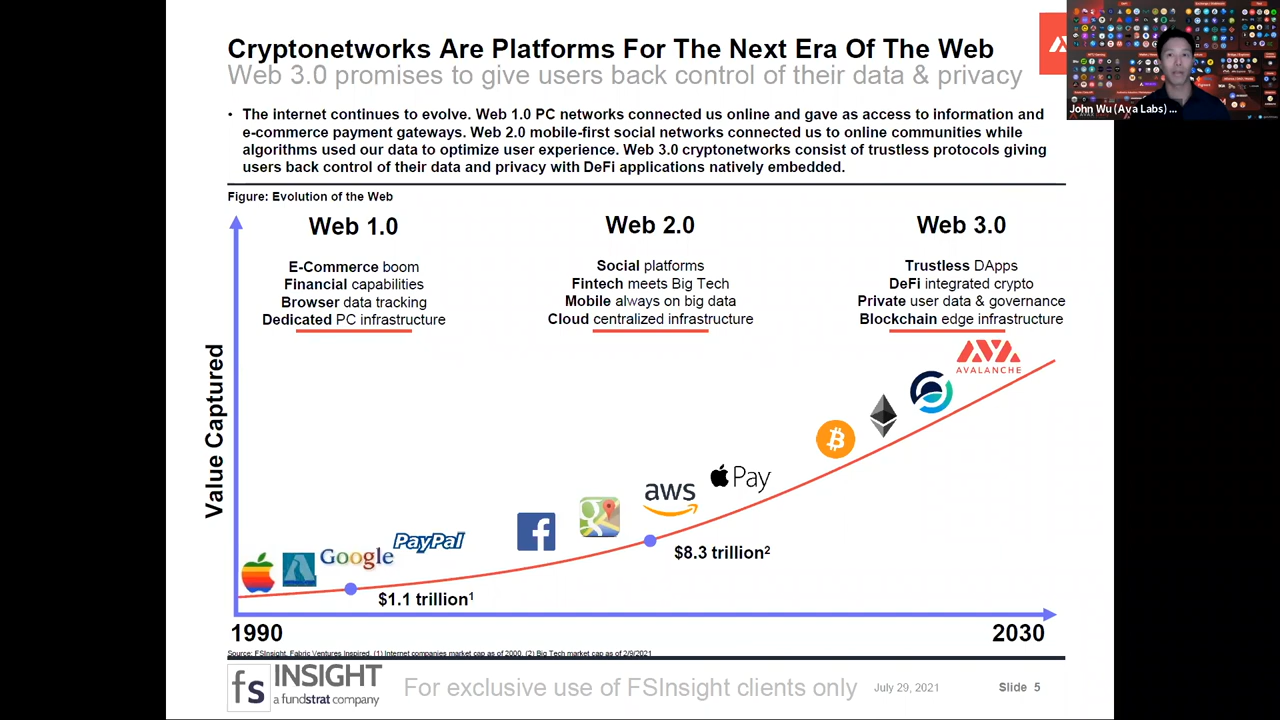 Cryptonetworks Are Platforms For The Next Era Of The Web
Web 3.0 promises to give users back control of their data & privacy
John Wu (Ava Labs) ...
• The internet continues to evolve. Web 1.0 PC networks connected us online and gave as access to information and
e-commerce payment gateways. Web 2.0 mobile-first social networks connected us to online communities while
algorithms used our data to optimize user experience. Web 3.0 cryptonetworks consist of trustless protocols giving
users back control of their data and privacy with DeFi applications natively embedded.
Figure: Evolution of the Web
Web 1.0
E-Commerce boom
Financial capabilities
Browser data tracking
Dedicated PC infrastructure
Web 2.0
Social platforms
Fintech meets Big Tech
Mobile always on big data
Cloud centralized infrastructure
Web 3.0
Trustless DApps
DeFi integrated crypto
Private user data & governance
Blockchain edge infrastructure
Value Captured
AVALANCHE
Pay
aws
Google
PayPal
$8.3 trillion²
$1.1 trillion¹
1990
2030
Source: FSInsight, Fabric Ventures Inspired, (1) Internet companies market cap as of 2000, (2) Big Tech market cap as of 2/9/2021
fs INSIGHT
a fundstrat company
For exclusive use of FSInsight clients only
July 29, 2021
Slide 5